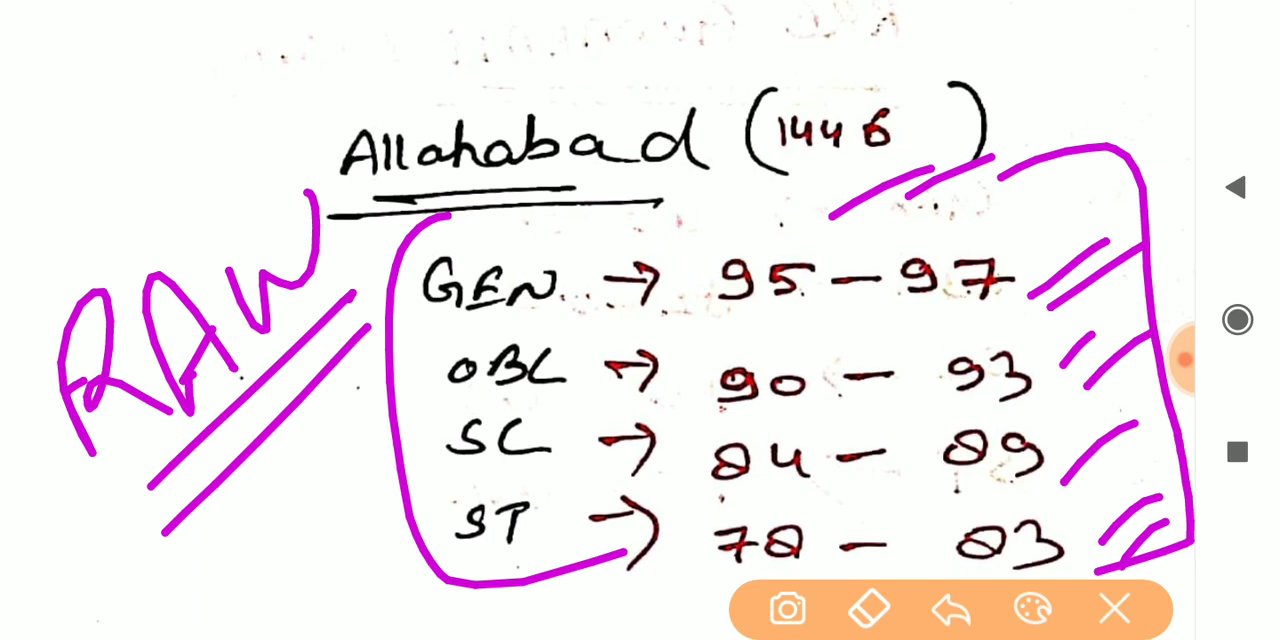 Allahabad (1446)
RAW
GEN → 95 - 97
OBC → 90 - 93
SC → 84 - 89
ST → 78 - 83